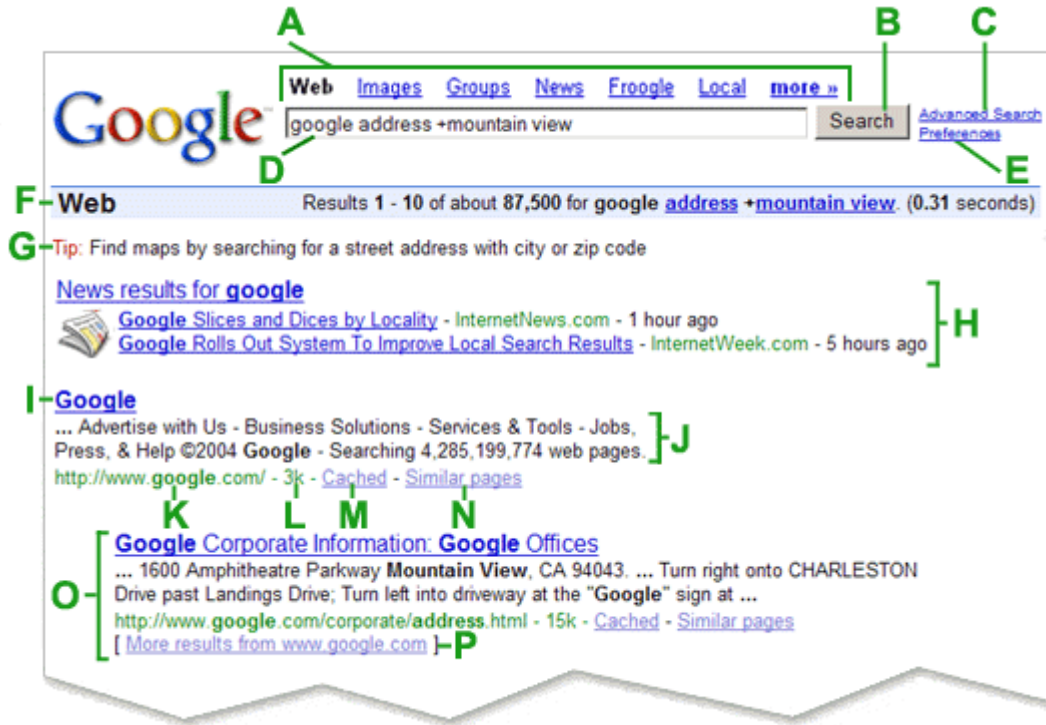 A B C
Web Images Groups News Froogle Local more »
Google™ google address +mountain view Search Advanced Search
Preferences
D E
F Web Results 1 - 10 of about 87,500 for google address +mountain view. (0.31 seconds)
G Tip: Find maps by searching for a street address with city or zip code
News results for google
Google Slices and Dices by Locality - InternetNews.com - 1 hour ago
H
Google Rolls Out System To Improve Local Search Results - InternetWeek.com - 5 hours ago
I Google
... Advertise with Us - Business Solutions - Services & Tools - Jobs,
J
Press, & Help ©2004 Google - Searching 4,285,199,774 web pages.
http://www.google.com/ - 3k - Cached - Similar pages
K L M N
Google Corporate Information: Google Offices
... 1600 Amphitheatre Parkway Mountain View, CA 94043. ... Turn right onto CHARLESTON
O
Drive past Landings Drive; Turn left into driveway at the "Google" sign at ...
http://www.google.com/corporate/address.html - 15k - Cached - Similar pages
[ More results from www.google.com ] P